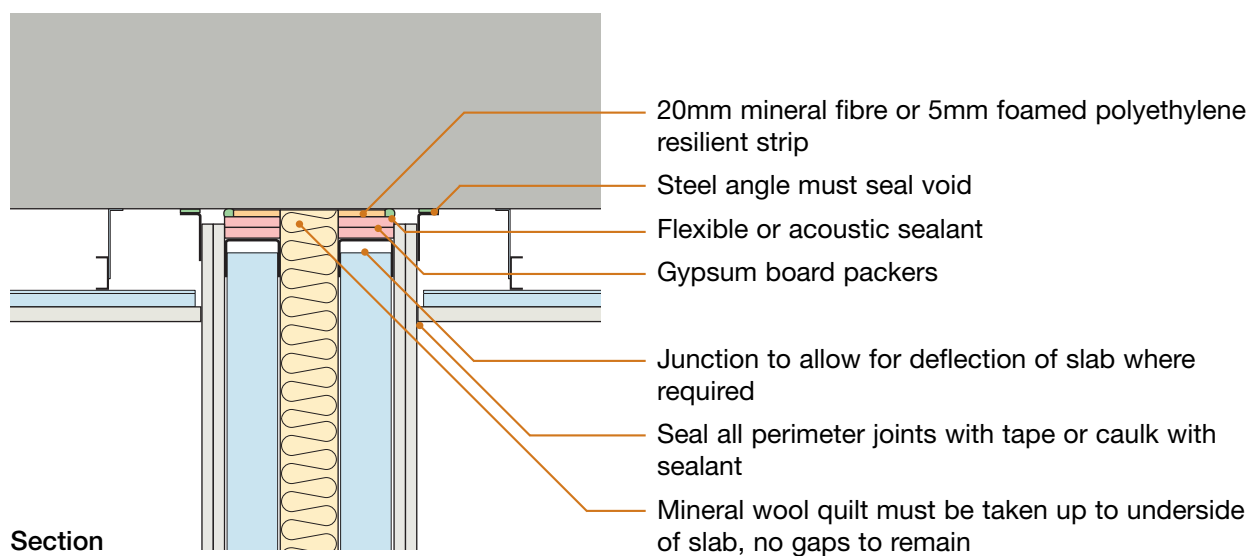 20mm mineral fibre or 5mm foamed polyethylene
resilient strip
Steel angle must seal void
Flexible or acoustic sealant
Gypsum board packers
Junction to allow for deflection of slab where
required
Seal all perimeter joints with tape or caulk with
sealant
Mineral wool quilt must be taken up to underside
of slab, no gaps to remain
Section